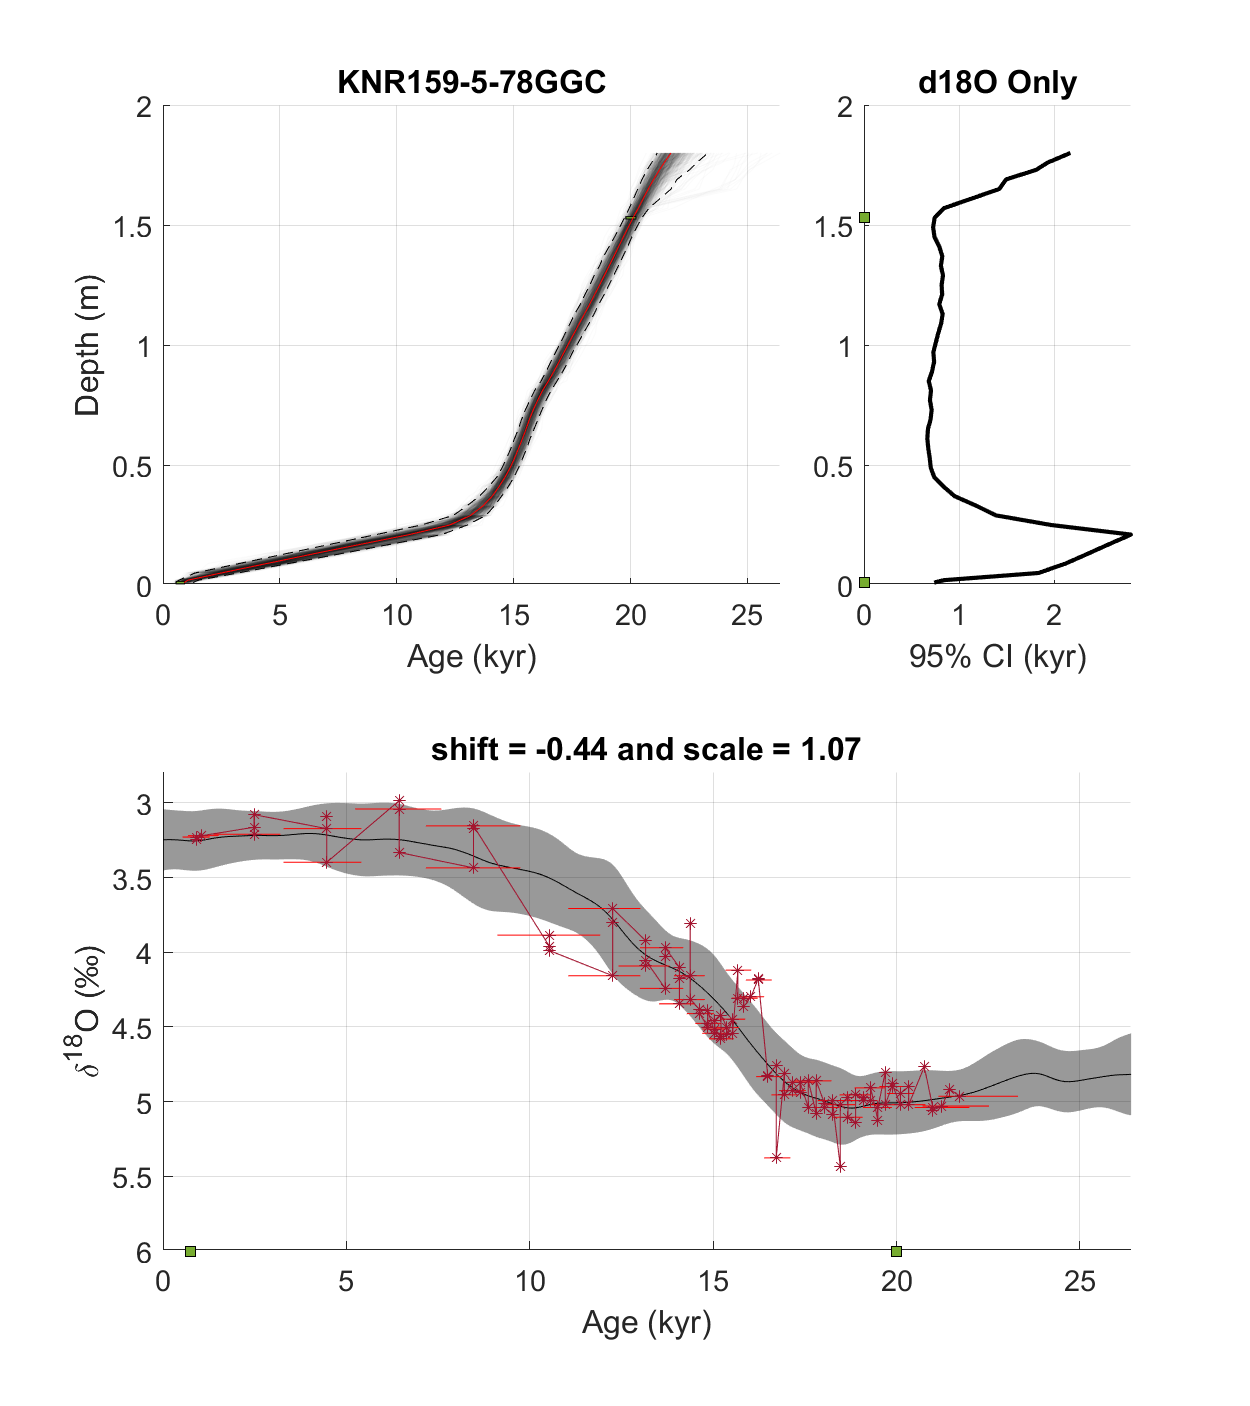 KNR159-5-78GGC
d18O Only
2
1.5
1
0.5
0
Depth (m)
0 5 10 15 20 25
Age (kyr)
2
1.5
1
0.5
0
0 1 2
95% CI (kyr)
shift = -0.44 and scale = 1.07
3
3.5
4
4.5
5
5.5
6
δ18O (‰)
0 5 10 15 20 25
Age (kyr)